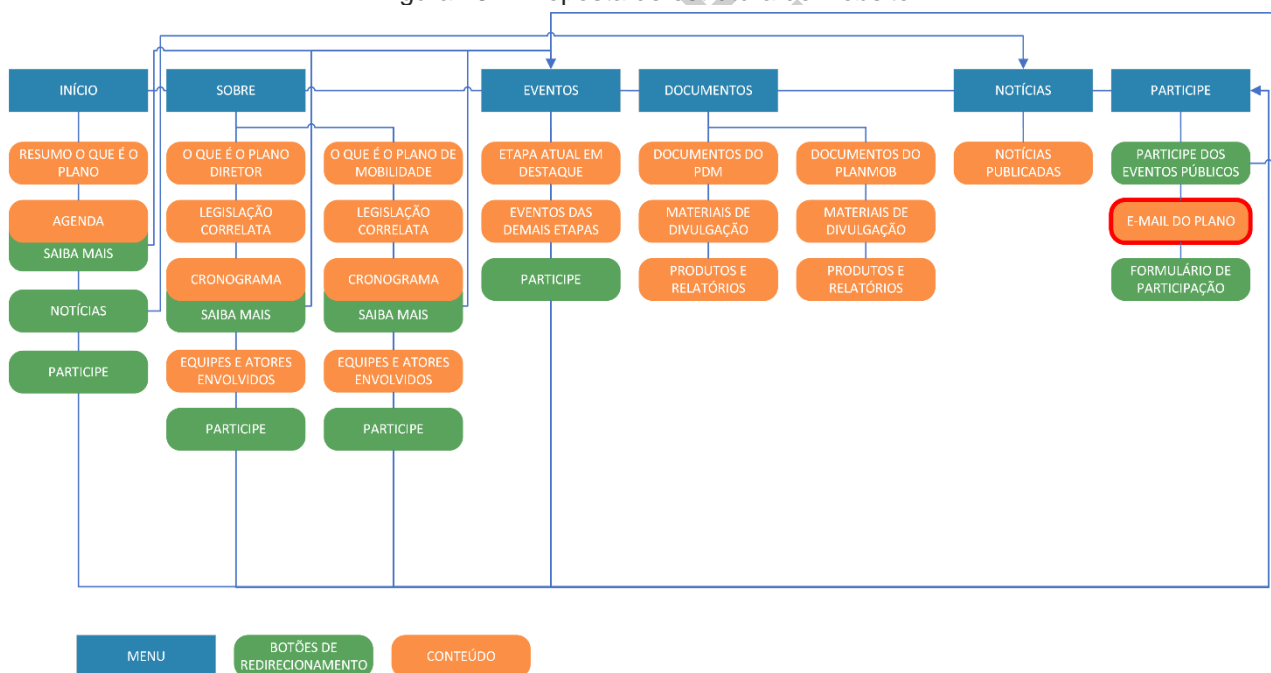 INÍCIO
SOBRE
EVENTOS
DOCUMENTOS
NOTÍCIAS
PARTICIPE
RESUMO O QUE É O
PLANO
AGENDA
SAIBA MAIS
NOTÍCIAS
PARTICIPE
O QUE É O PLANO
DIRETOR
LEGISLAÇÃO
CORRELATA
CRONOGRAMA
SAIBA MAIS
EQUIPES E ATORES
ENVOLVIDOS
PARTICIPE
O QUE É O PLANO DE
MOBILIDADE
LEGISLAÇÃO
CORRELATA
CRONOGRAMA
SAIBA MAIS
EQUIPES E ATORES
ENVOLVIDOS
PARTICIPE
ETAPA ATUAL EM
DESTAQUE
EVENTOS DAS
DEMAIS ETAPAS
PARTICIPE
DOCUMENTOS DO
PDM
MATERIAIS DE
DIVULGAÇÃO
PRODUTOS E
RELATÓRIOS
DOCUMENTOS DO
PLANMOB
MATERIAIS DE
DIVULGAÇÃO
PRODUTOS E
RELATÓRIOS
NOTÍCIAS
PUBLICADAS
PARTICIPE DOS
EVENTOS PÚBLICOS
E-MAIL DO PLANO
FORMULÁRIO DE
PARTICIPAÇÃO
MENU
BOTÕES DE
REDIRECIONAMENTO
CONTEÚDO